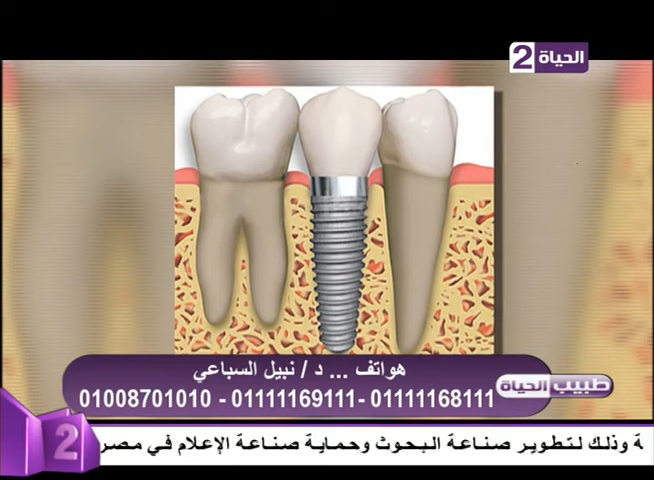 الحياة 2
هواتف ... د / نبيل السباعي
01008701010 - 01111169111 - 01111168111
طبيب الحياة
2
ة وذلك لتطوير صناعة البحوث وحماية صناعة الإعلام في مصر